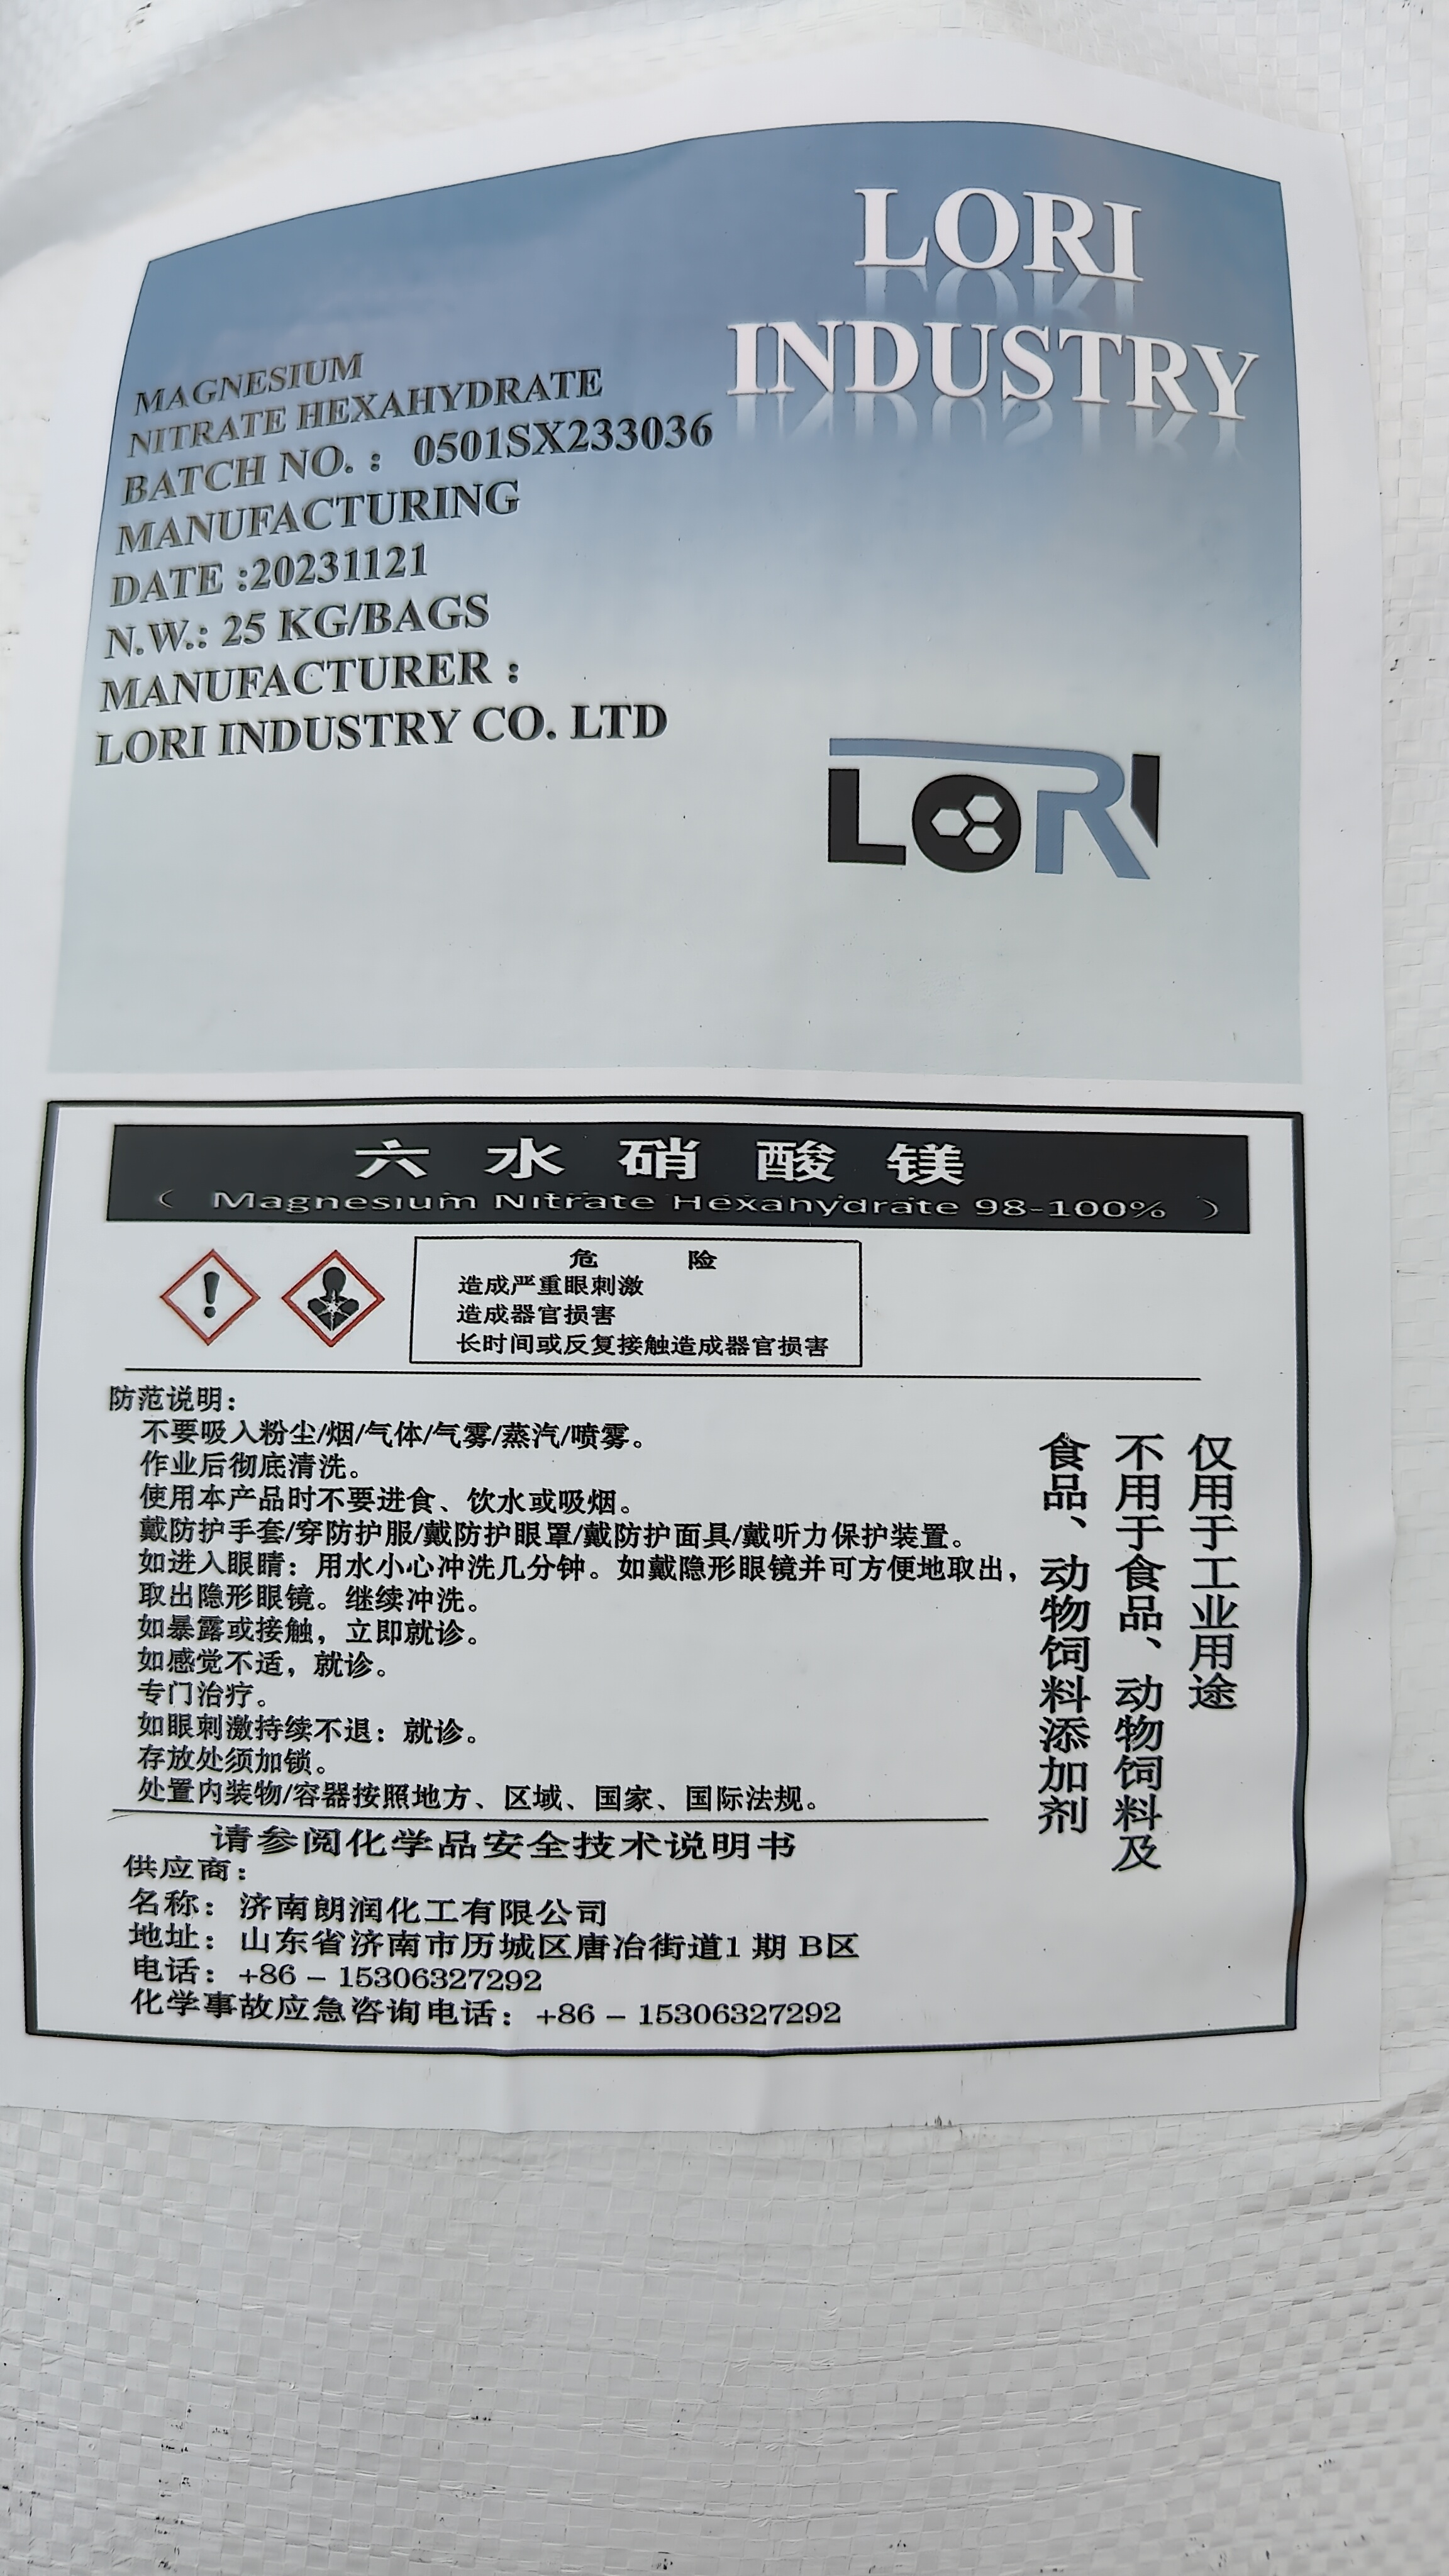 LORI
INDUSTRY
MAGNESIUM
NITRATE HEXAHYDRATE
BATCH NO.：0501SX233036
MANUFACTURING
DATE :20231121
N.W.: 25 KG/BAGS
MANUFACTURER：
LORI INDUSTRY CO. LTD
LORI
六水硝酸镁
（Magnesium Nitrate Hexahydrate 98-100%）
危 险
造成严重眼刺激
造成器官损害
长时间或反复接触造成器官损害
防范说明：
不要吸入粉尘/烟/气体/气雾/蒸汽/喷雾。
作业后彻底清洗。
使用本产品时不要进食、饮水或吸烟。
戴防护手套/穿防护服/戴防护眼罩/戴防护面具/戴听力保护装置。
如进入眼睛：用水小心冲洗几分钟。如戴隐形眼镜并可方便地取出，
取出隐形眼镜。继续冲洗。
如暴露或接触，立即就诊。
如感觉不适，就诊。
专门治疗。
如眼刺激持续不退：就诊。
存放处须加锁。
处置内装物/容器按照地方、区域、国家、国际法规。
仅用于工业用途
不用于食品、动物饲料及
食品、动物饲料添加剂
请参阅化学品安全技术说明书
供应商：
名称：济南朗润化工有限公司
地址：山东省济南市历城区唐冶街道1 期 B区
电话：+86 – 15306327292
化学事故应急咨询电话：+86 – 15306327292